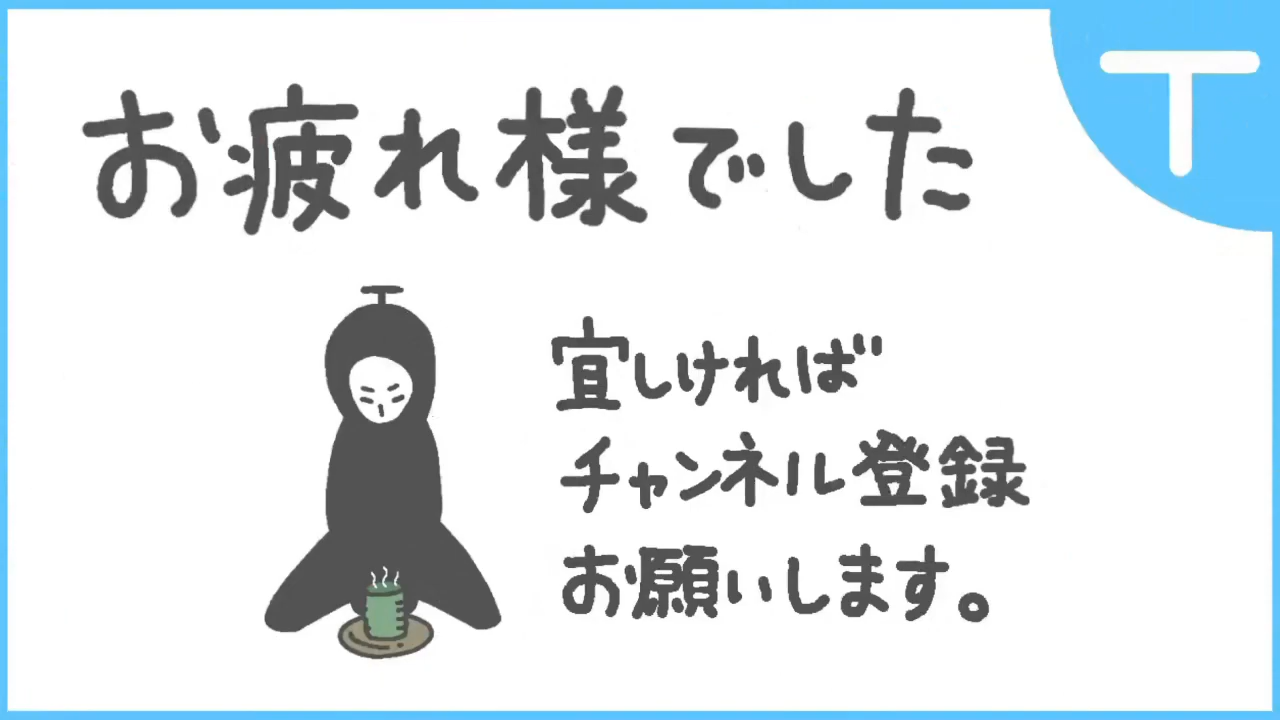 お疲れ様でした
T
宜しければ
チャンネル登録
お願いします。